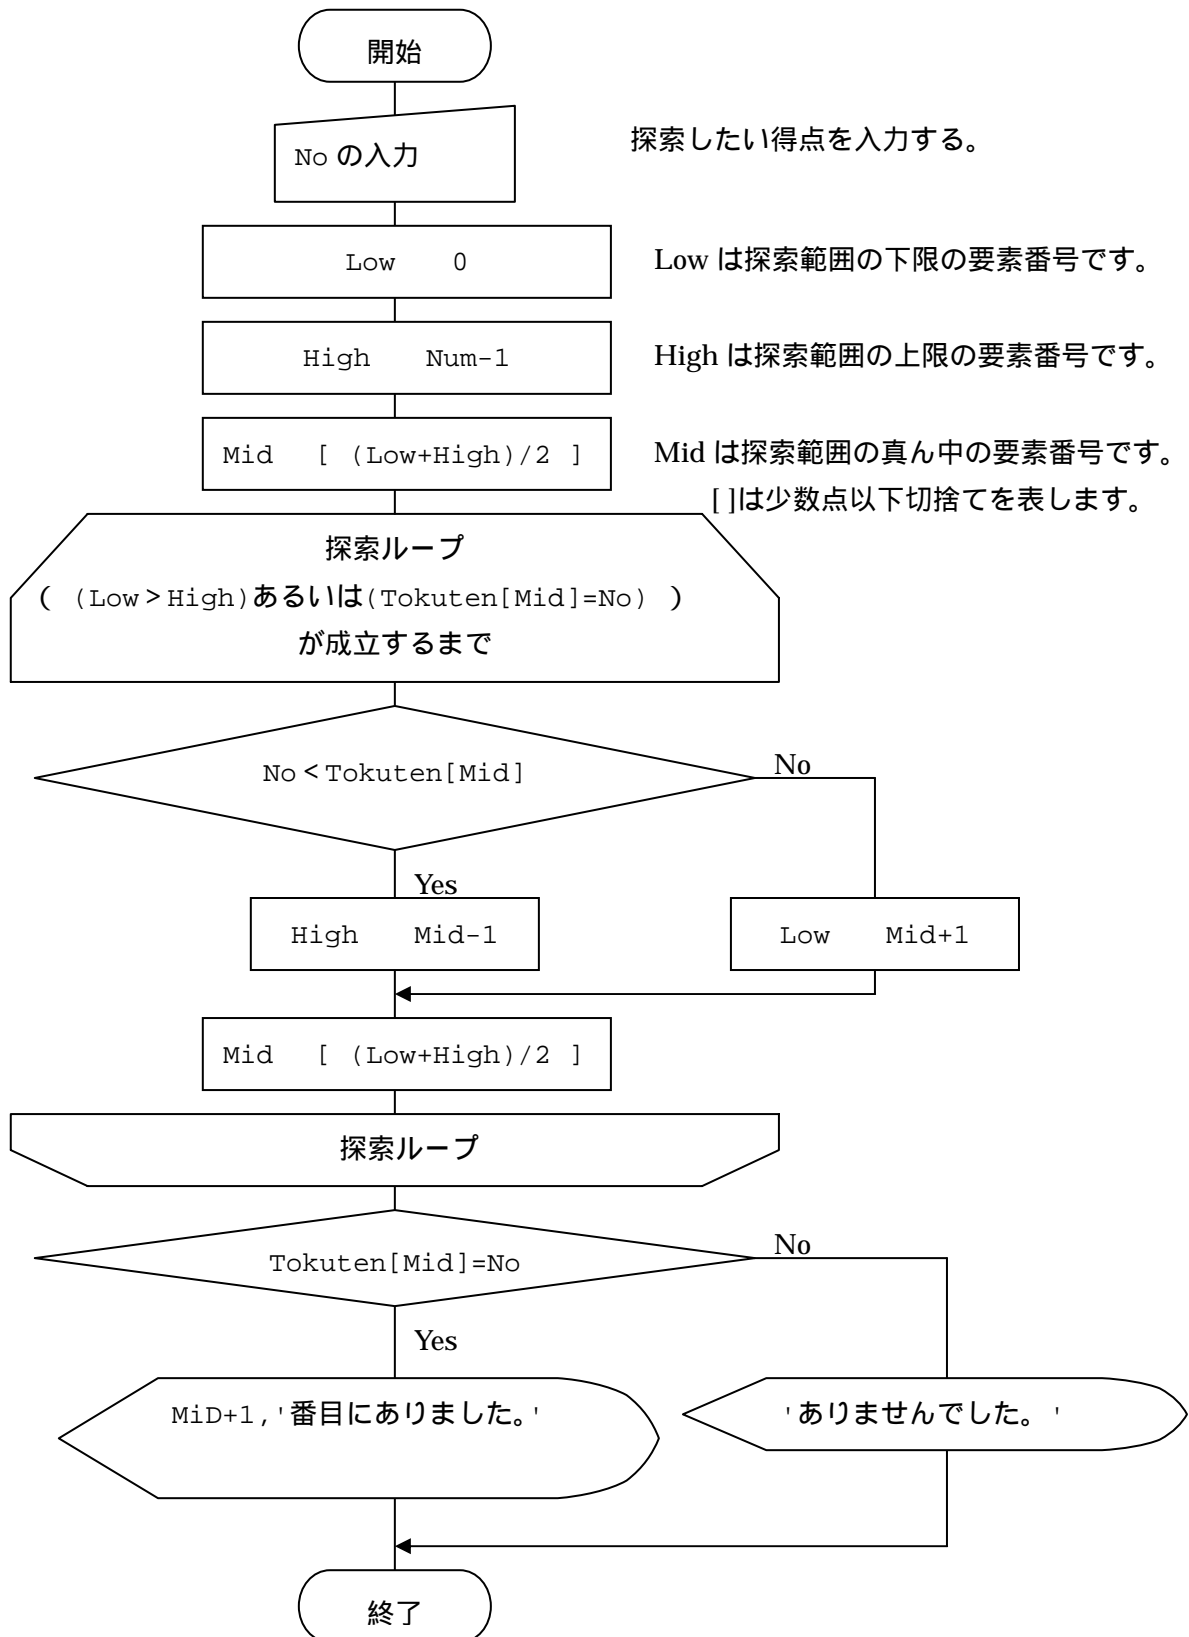 開始
No の入力
探索したい得点を入力する。
Low 0
Low は探索範囲の下限の要素番号です。
High Num-1
High は探索範囲の上限の要素番号です。
Mid [ (Low+High)/2 ]
Mid は探索範囲の真ん中の要素番号です。
[ ]は少数点以下切捨てを表します。
探索ループ
( (Low>High)あるいは(Tokuten[Mid]=No) )
が成立するまで
No<Tokuten[Mid]
No
Yes
High Mid-1
Low Mid+1
Mid [ (Low+High)/2 ]
探索ループ
Tokuten[Mid]=No
No
Yes
MiD+1,'番目にありました。'
'ありませんでした。'
終了